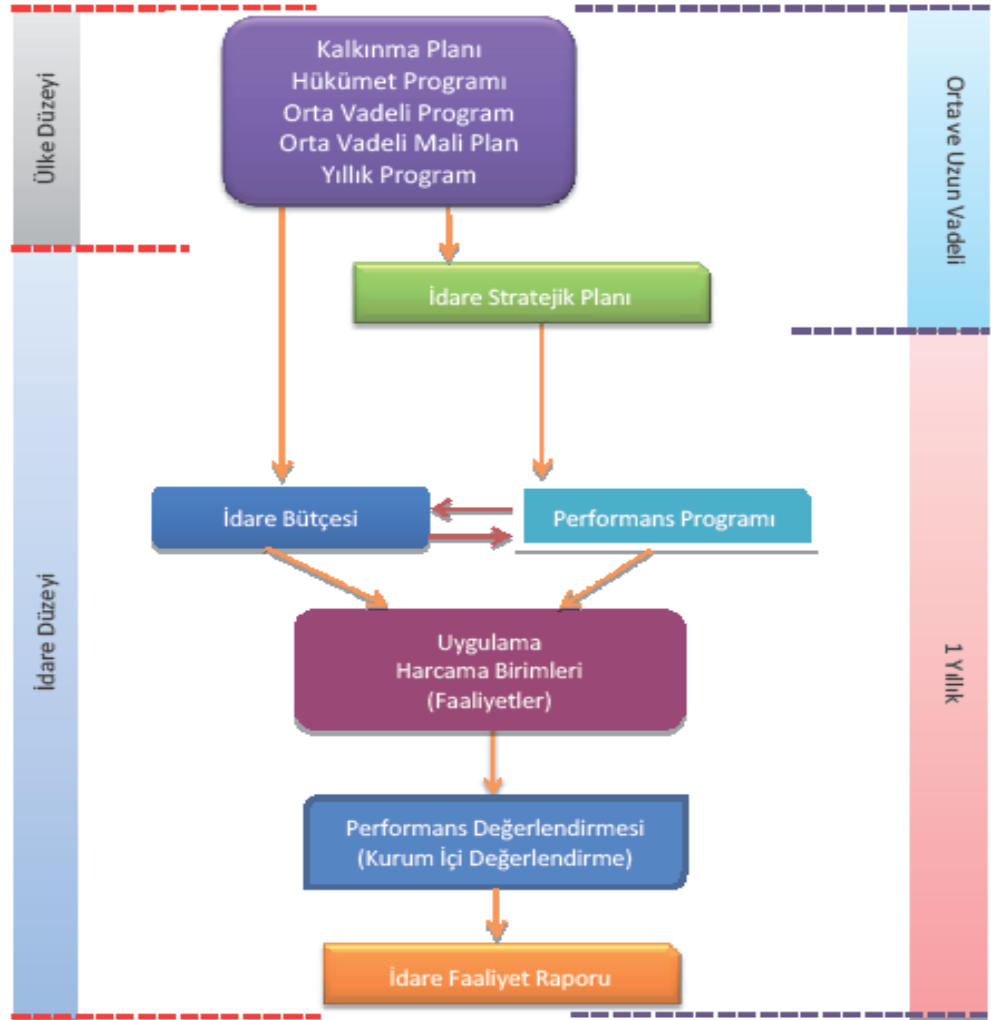 Ülke Düzeyi
Kalkınma Planı
Hükümet Programı
Orta Vadeli Program
Orta Vadeli Mali Plan
Yıllık Program
Orta ve Uzun Vadeli
İdare Stratejik Planı
İdare Düzeyi
İdare Bütçesi
Performans Programı
Uygulama
Harcama Birimleri
(Faaliyetler)
1 Yıllık
Performans Değerlendirmesi
(Kurum İçi Değerlendirme)
İdare Faaliyet Raporu